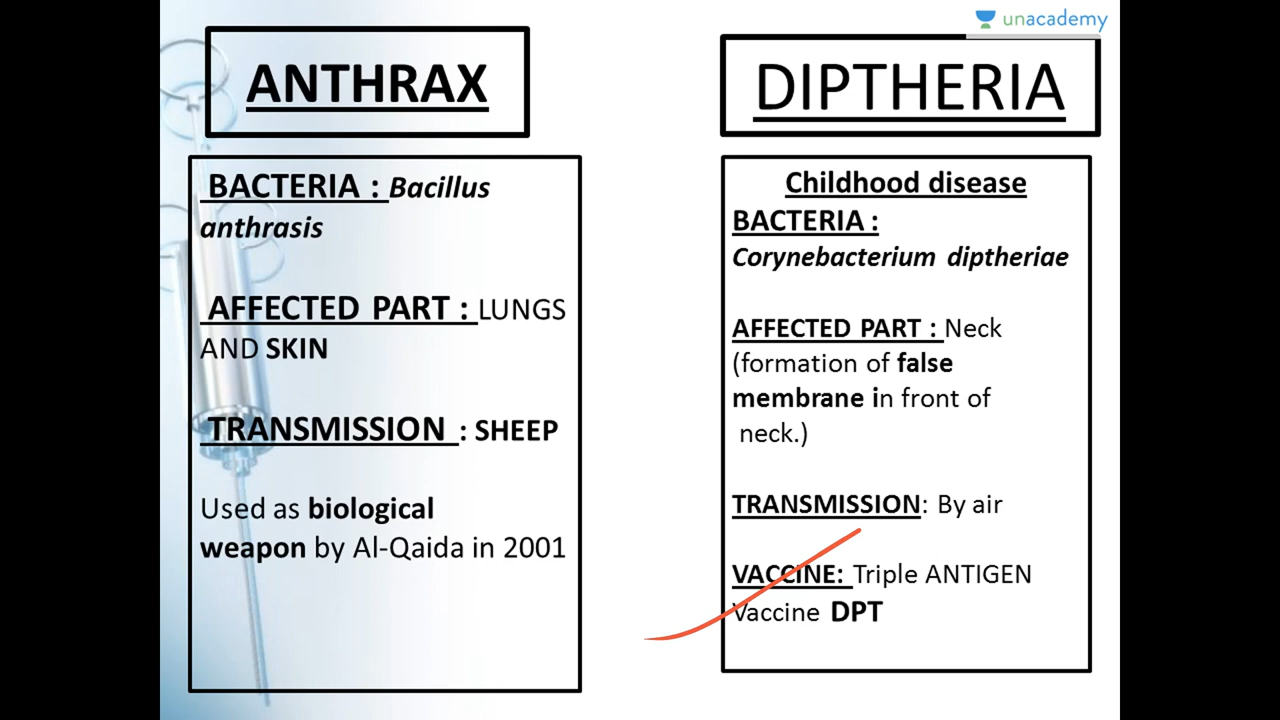 unacademy
ANTHRAX
BACTERIA : Bacillus
anthrasis
AFFECTED PART : LUNGS
AND SKIN
TRANSMISSION : SHEEP
Used as biological
weapon by Al-Qaida in 2001
DIPTHERIA
Childhood disease
BACTERIA :
Corynebacterium diptheriae
AFFECTED PART : Neck
(formation of false
membrane in front of
neck.)
TRANSMISSION: By air
VACCINE: Triple ANTIGEN
Vaccine DPT